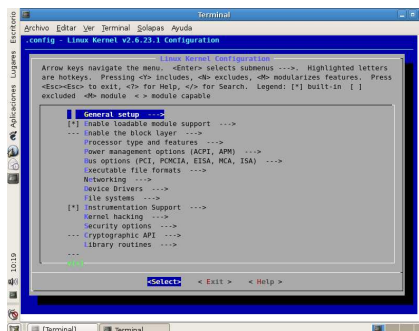 Terminal
Archivo Editar Ver Terminal Solapas Ayuda
.config - Linux Kernel v2.6.23.1 Configuration
Linux Kernel Configuration
Arrow keys navigate the menu. <Enter> selects submenus --->. Highlighted letters
are hotkeys. Pressing <Y> includes, <N> excludes, <M> modularizes features. Press
<Esc><Esc> to exit, <?> for Help, </> for Search. Legend: [*] built-in [ ]
excluded <M> module < > module capable
General setup --->
[*] Enable loadable module support --->
--- Enable the block layer --->
Processor type and features --->
Power management options (ACPI, APM) --->
Bus options (PCI, PCMCIA, EISA, MCA, ISA) --->
Executable file formats --->
Networking --->
Device Drivers --->
File systems --->
[*] Instrumentation Support --->
Kernel hacking --->
Security options --->
--- Cryptographic API --->
Library routines --->
---
<Select> < Exit > < Help >
Aplicaciones Lugares Escritorio
10:19
[Terminal] Terminal